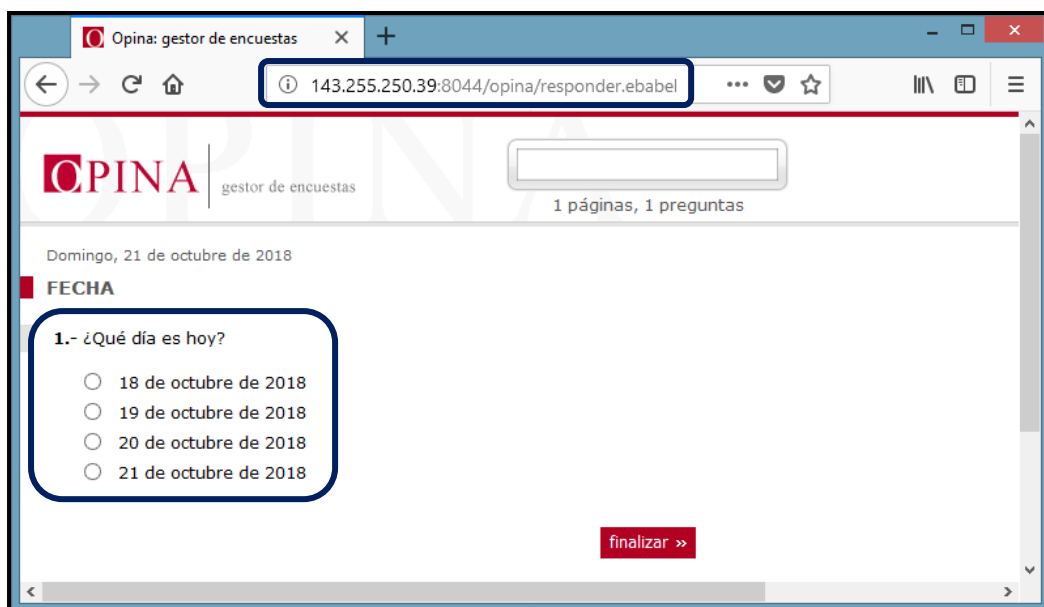 Opina: gestor de encuestas
143.255.250.39:8044/opina/responder.ebabel
OPINA
OPINA gestor de encuestas
1 páginas, 1 preguntas
Domingo, 21 de octubre de 2018
FECHA
1.- ¿Qué día es hoy?
18 de octubre de 2018
19 de octubre de 2018
20 de octubre de 2018
21 de octubre de 2018
finalizar »